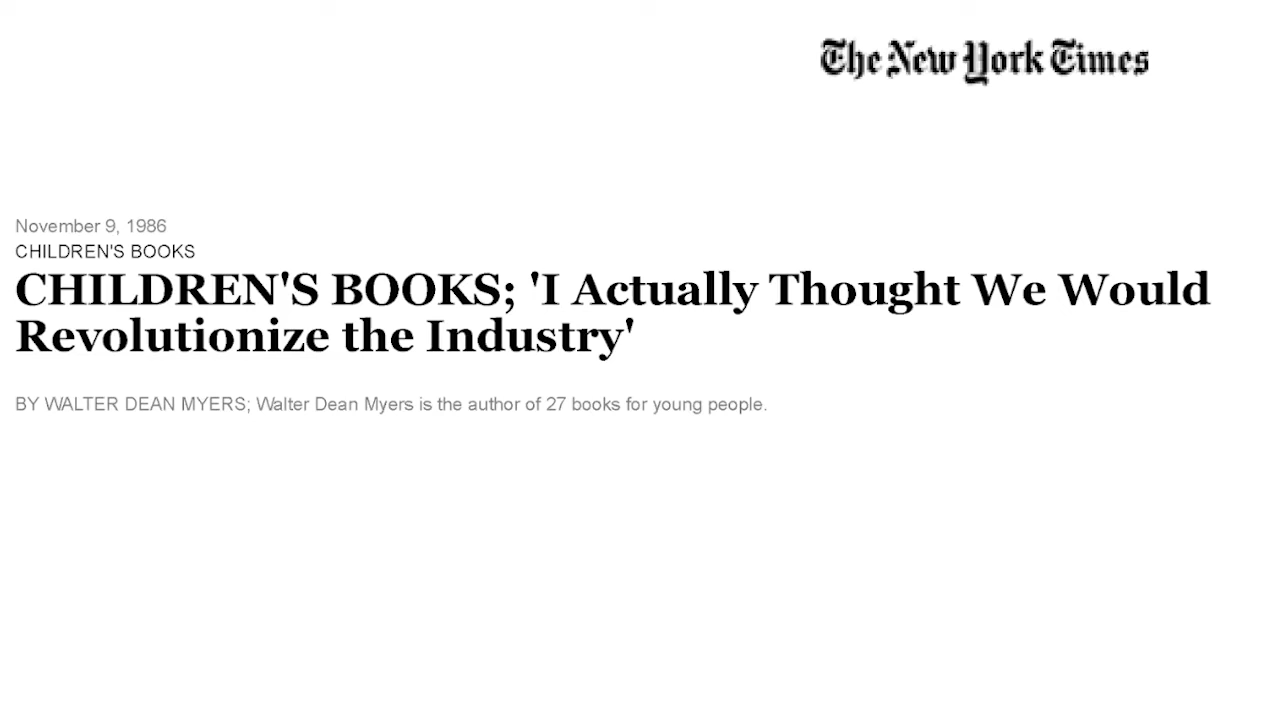 The New York Times
November 9, 1986
CHILDREN'S BOOKS
CHILDREN'S BOOKS; 'I Actually Thought We Would
Revolutionize the Industry'
BY WALTER DEAN MYERS; Walter Dean Myers is the author of 27 books for young people.